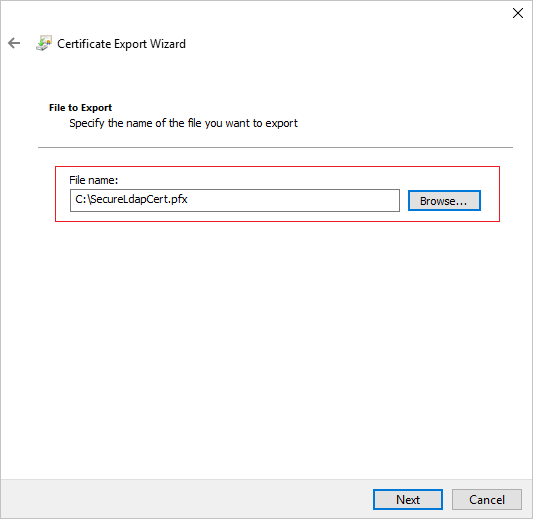 Certificate Export Wizard
File to Export
Specify the name of the file you want to export
File name:
C:\SecureLdapCert.pfx
Browse...
Next
Cancel